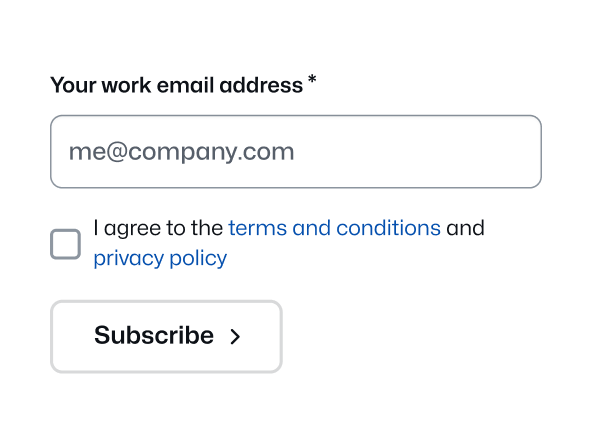 Your work email address *
me@company.com
I agree to the terms and conditions and
privacy policy
Subscribe >